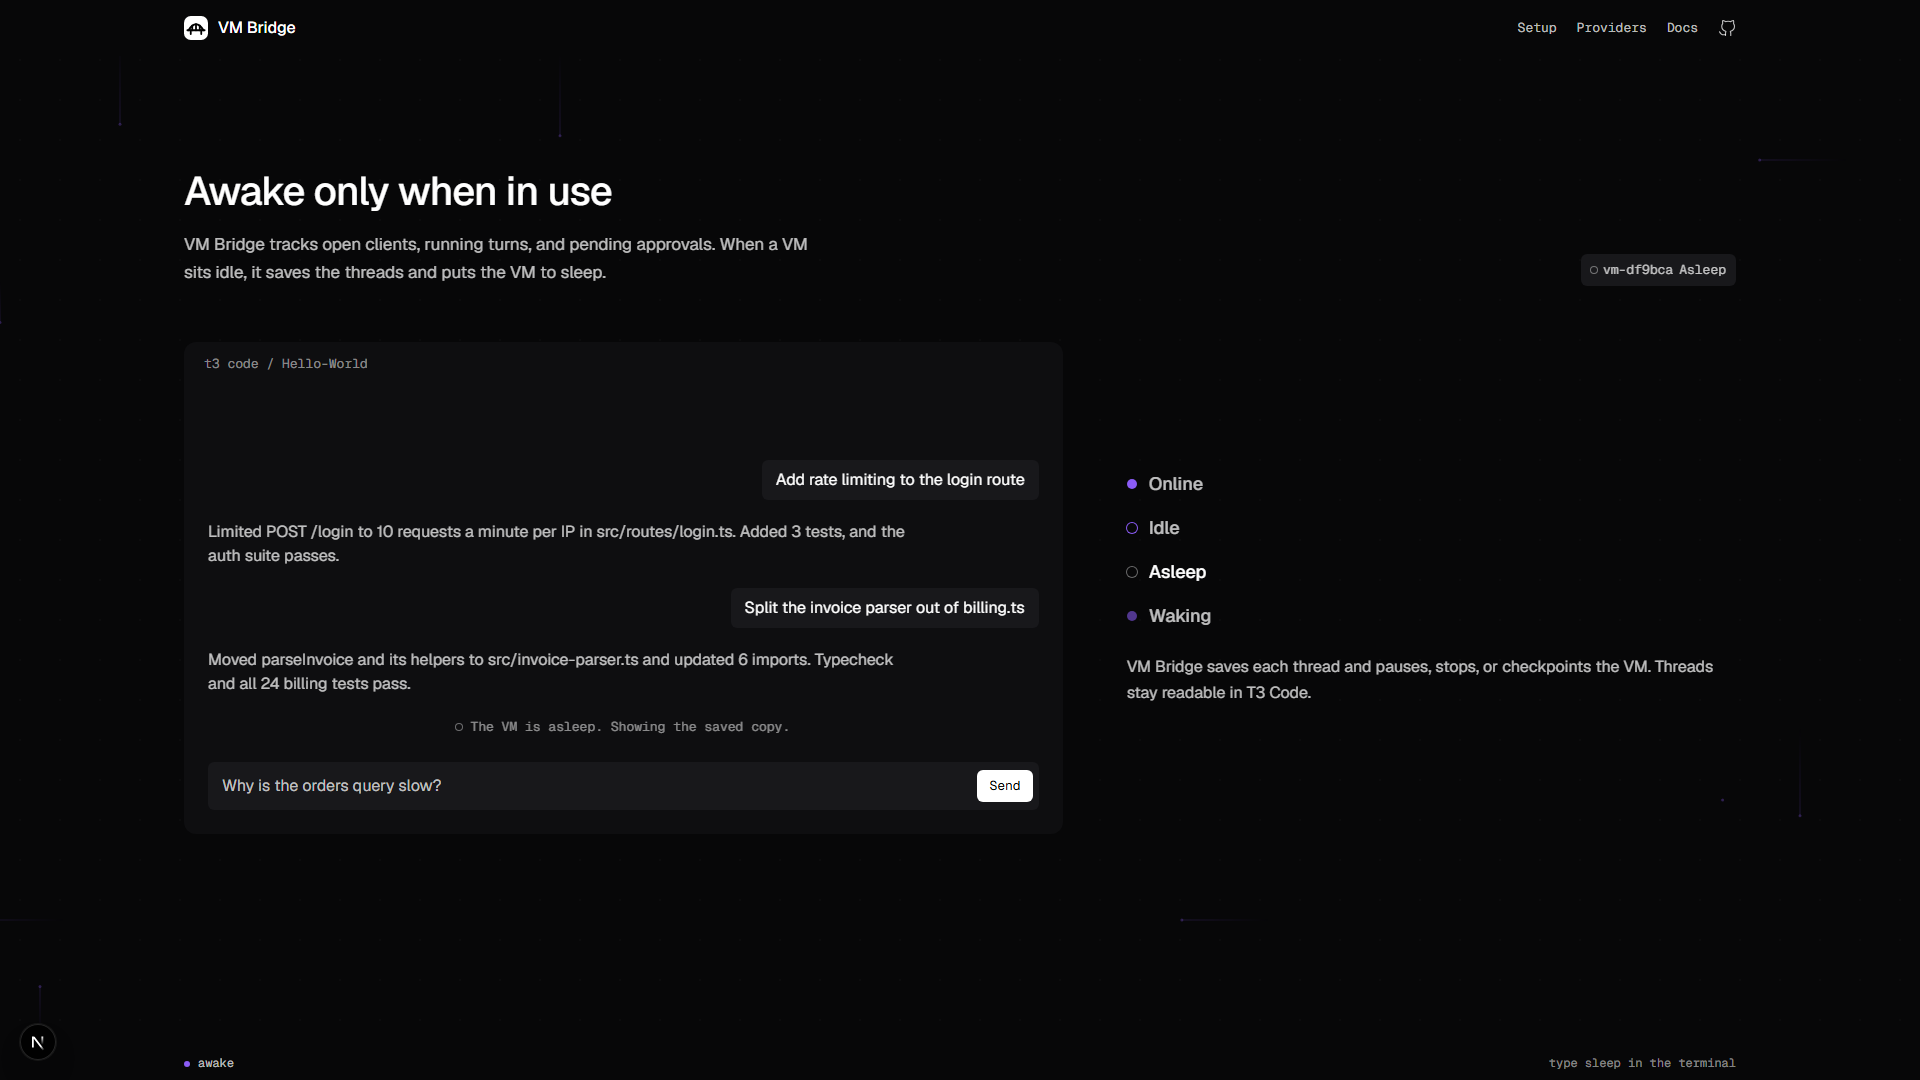 VM Bridge
Setup
Providers
Docs
Awake only when in use
VM Bridge tracks open clients, running turns, and pending approvals. When a VM
sits idle, it saves the threads and puts the VM to sleep.
vm-df9bca Asleep
t3 code / Hello-World
Add rate limiting to the login route
Limited POST /login to 10 requests a minute per IP in src/routes/login.ts. Added 3 tests, and the
auth suite passes.
Split the invoice parser out of billing.ts
Moved parseInvoice and its helpers to src/invoice-parser.ts and updated 6 imports. Typecheck
and all 24 billing tests pass.
The VM is asleep. Showing the saved copy.
Why is the orders query slow?
Send
Online
Idle
Asleep
Waking
VM Bridge saves each thread and pauses, stops, or checkpoints the VM. Threads
stay readable in T3 Code.
N
awake
type sleep in the terminal